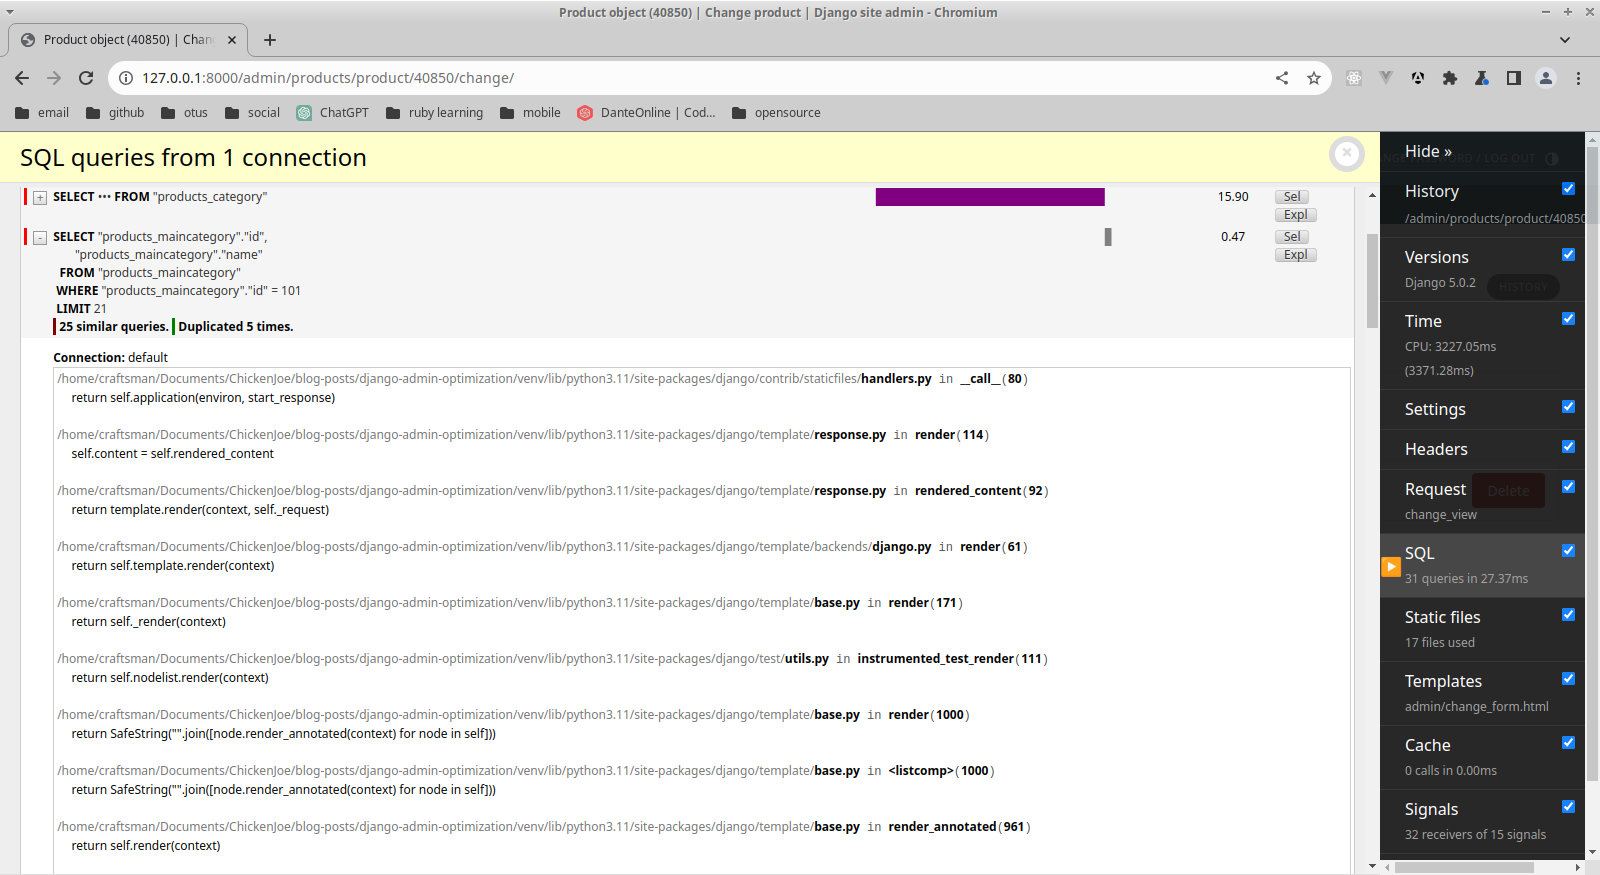 Product object (40850) | Change product | Django site admin - Chromium
Product object (40850) | Chan
127.0.0.1:8000/admin/products/product/40850/change/
email github otus social ChatGPT ruby learning mobile DanteOnline | Cod... opensource
SQL queries from 1 connection
+ SELECT ••• FROM "products_category" 15.90 Sel
Expl
- SELECT "products_maincategory"."id", 0.47 Sel
"products_maincategory"."name" Expl
FROM "products_maincategory"
WHERE "products_maincategory"."id" = 101
LIMIT 21
25 similar queries. Duplicated 5 times.
Connection: default
/home/craftsman/Documents/ChickenJoe/blog-posts/django-admin-optimization/venv/lib/python3.11/site-packages/django/contrib/staticfiles/handlers.py in __call__(80)
return self.application(environ, start_response)
/home/craftsman/Documents/ChickenJoe/blog-posts/django-admin-optimization/venv/lib/python3.11/site-packages/django/template/response.py in render(114)
self.content = self.rendered_content
/home/craftsman/Documents/ChickenJoe/blog-posts/django-admin-optimization/venv/lib/python3.11/site-packages/django/template/response.py in rendered_content(92)
return template.render(context, self._request)
/home/craftsman/Documents/ChickenJoe/blog-posts/django-admin-optimization/venv/lib/python3.11/site-packages/django/template/backends/django.py in render(61)
return self.template.render(context)
/home/craftsman/Documents/ChickenJoe/blog-posts/django-admin-optimization/venv/lib/python3.11/site-packages/django/template/base.py in render(171)
return self._render(context)
/home/craftsman/Documents/ChickenJoe/blog-posts/django-admin-optimization/venv/lib/python3.11/site-packages/django/test/utils.py in instrumented_test_render(111)
return self.nodelist.render(context)
/home/craftsman/Documents/ChickenJoe/blog-posts/django-admin-optimization/venv/lib/python3.11/site-packages/django/template/base.py in render(1000)
return SafeString("".join([node.render_annotated(context) for node in self]))
/home/craftsman/Documents/ChickenJoe/blog-posts/django-admin-optimization/venv/lib/python3.11/site-packages/django/template/base.py in <listcomp>(1000)
return SafeString("".join([node.render_annotated(context) for node in self]))
/home/craftsman/Documents/ChickenJoe/blog-posts/django-admin-optimization/venv/lib/python3.11/site-packages/django/template/base.py in render_annotated(961)
return self.render(context)
Hide »
/ LOG OUT
History
/admin/products/product/40850
Versions
Django 5.0.2
HISTORY
Time
CPU: 3227.05ms
(3371.28ms)
Settings
Headers
Request
Delete
change_view
SQL
31 queries in 27.37ms
Static files
17 files used
Templates
admin/change_form.html
Cache
0 calls in 0.00ms
Signals
32 receivers of 15 signals